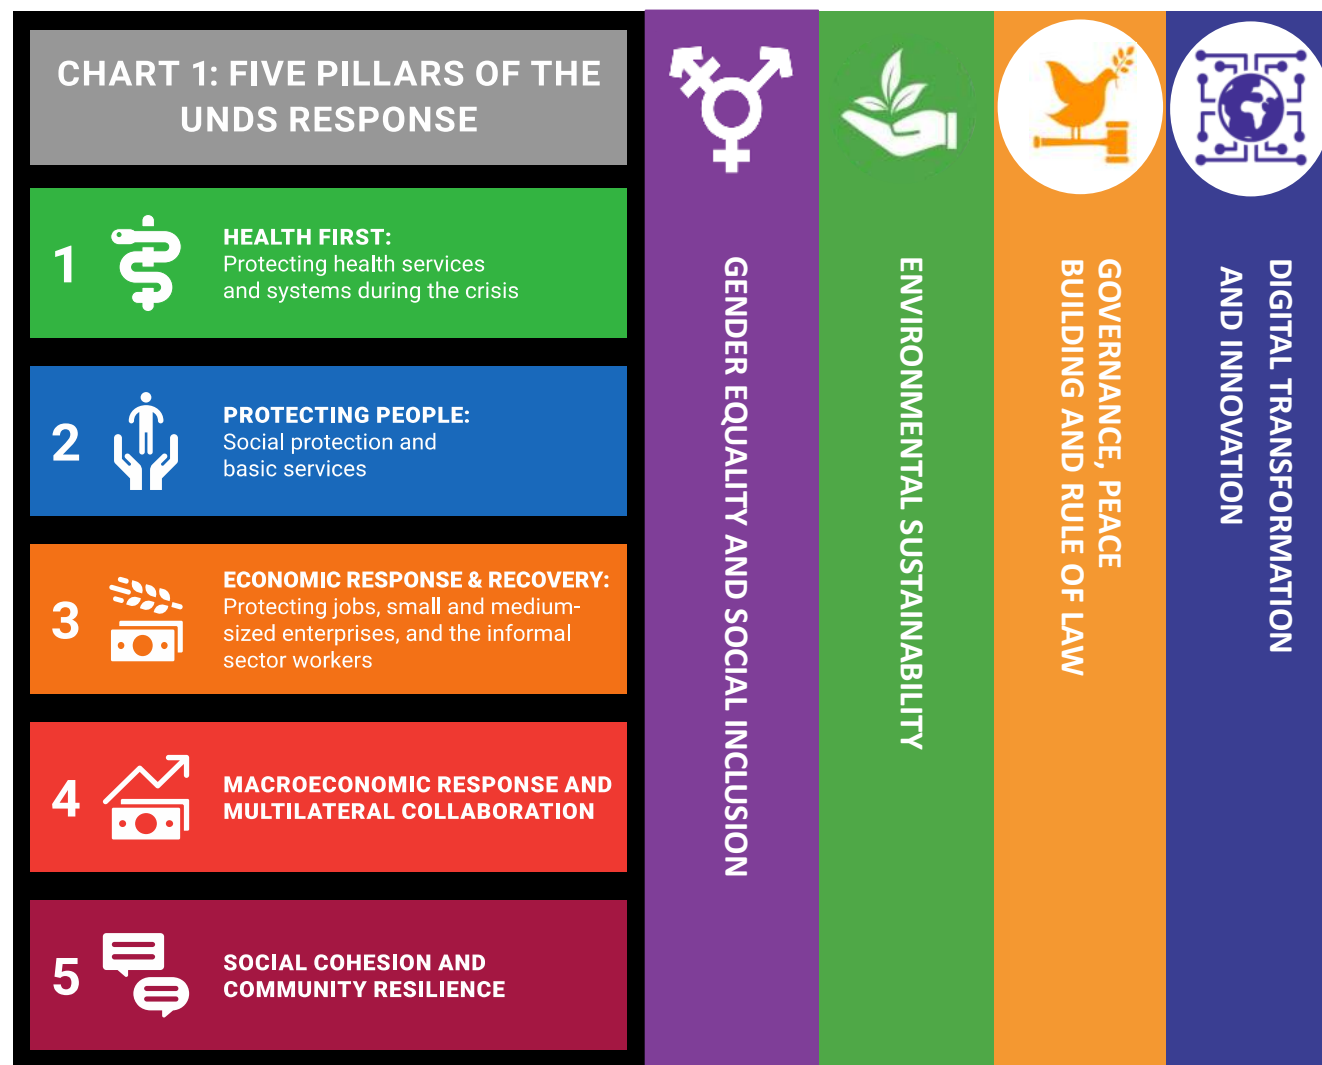 CHART 1: FIVE PILLARS OF THE
UNDS RESPONSE
1
HEALTH FIRST:
Protecting health services
and systems during the crisis
2
PROTECTING PEOPLE:
Social protection and
basic services
3
ECONOMIC RESPONSE & RECOVERY:
Protecting jobs, small and medium-
sized enterprises, and the informal
sector workers
4
MACROECONOMIC RESPONSE AND
MULTILATERAL COLLABORATION
5
SOCIAL COHESION AND
COMMUNITY RESILIENCE
GENDER EQUALITY AND SOCIAL INCLUSION
ENVIRONMENTAL SUSTAINABILITY
GOVERNANCE, PEACE
BUILDING AND RULE OF LAW
DIGITAL TRANSFORMATION
AND INNOVATION